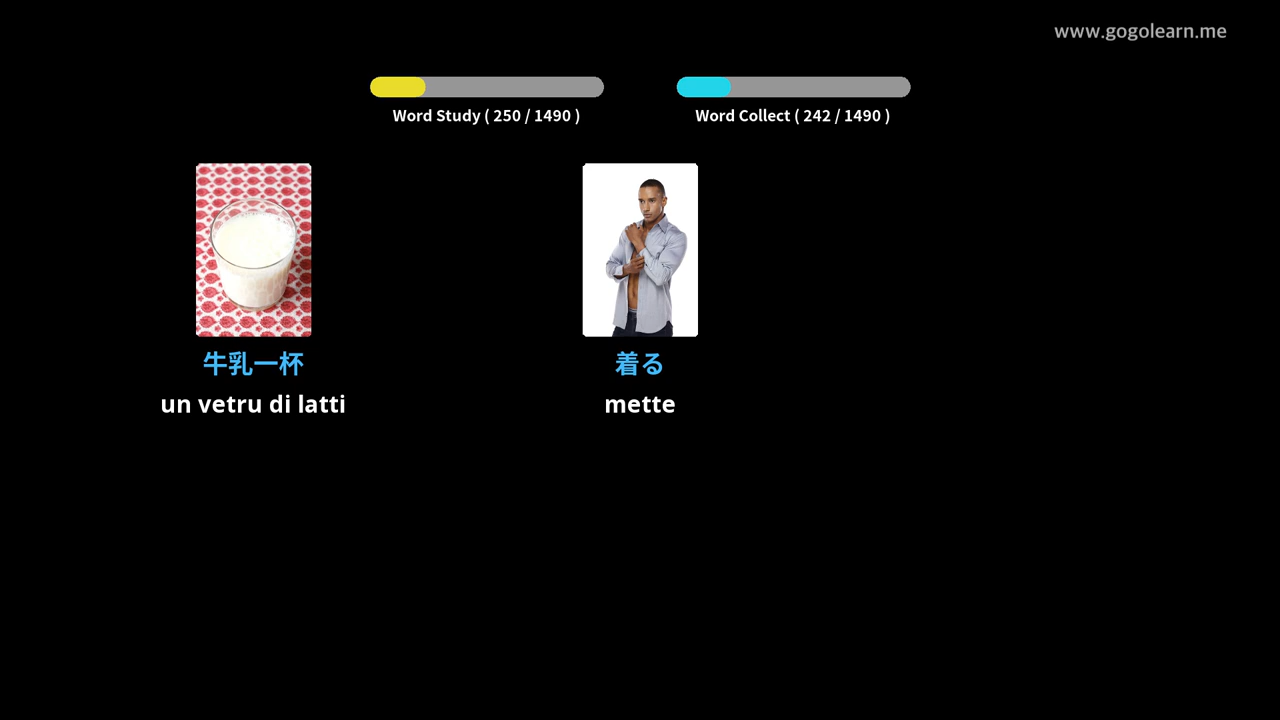 www.gogolearn.me
Word Study ( 250 / 1490 )
Word Collect ( 242 / 1490 )
牛乳一杯
着る
un vetru di latti
mette